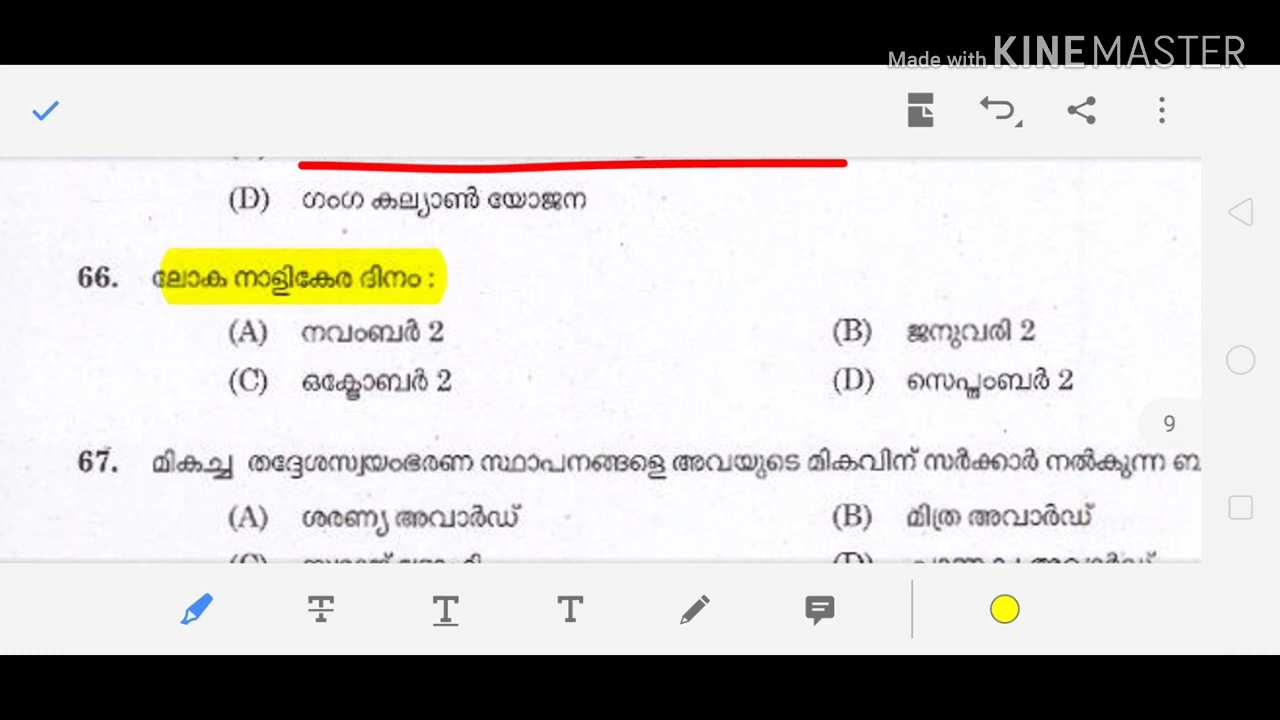 Made with KINEMASTER
(D) ഗംഗ കല്യാൺ യോജന
66. ലോക നാളികേര ദിനം :
(A) നവംബർ 2 (B) ജനുവരി 2
(C) ഒക്ടോബർ 2 (D) സെപ്തംബർ 2
9
67. മികച്ച തദ്ദേശസ്വയംഭരണ സ്ഥാപനങ്ങളെ അവയുടെ മികവിന് സർക്കാർ നൽകുന്ന
(A) ശരണ്യ അവാർഡ് (B) മിത്ര അവാർഡ്